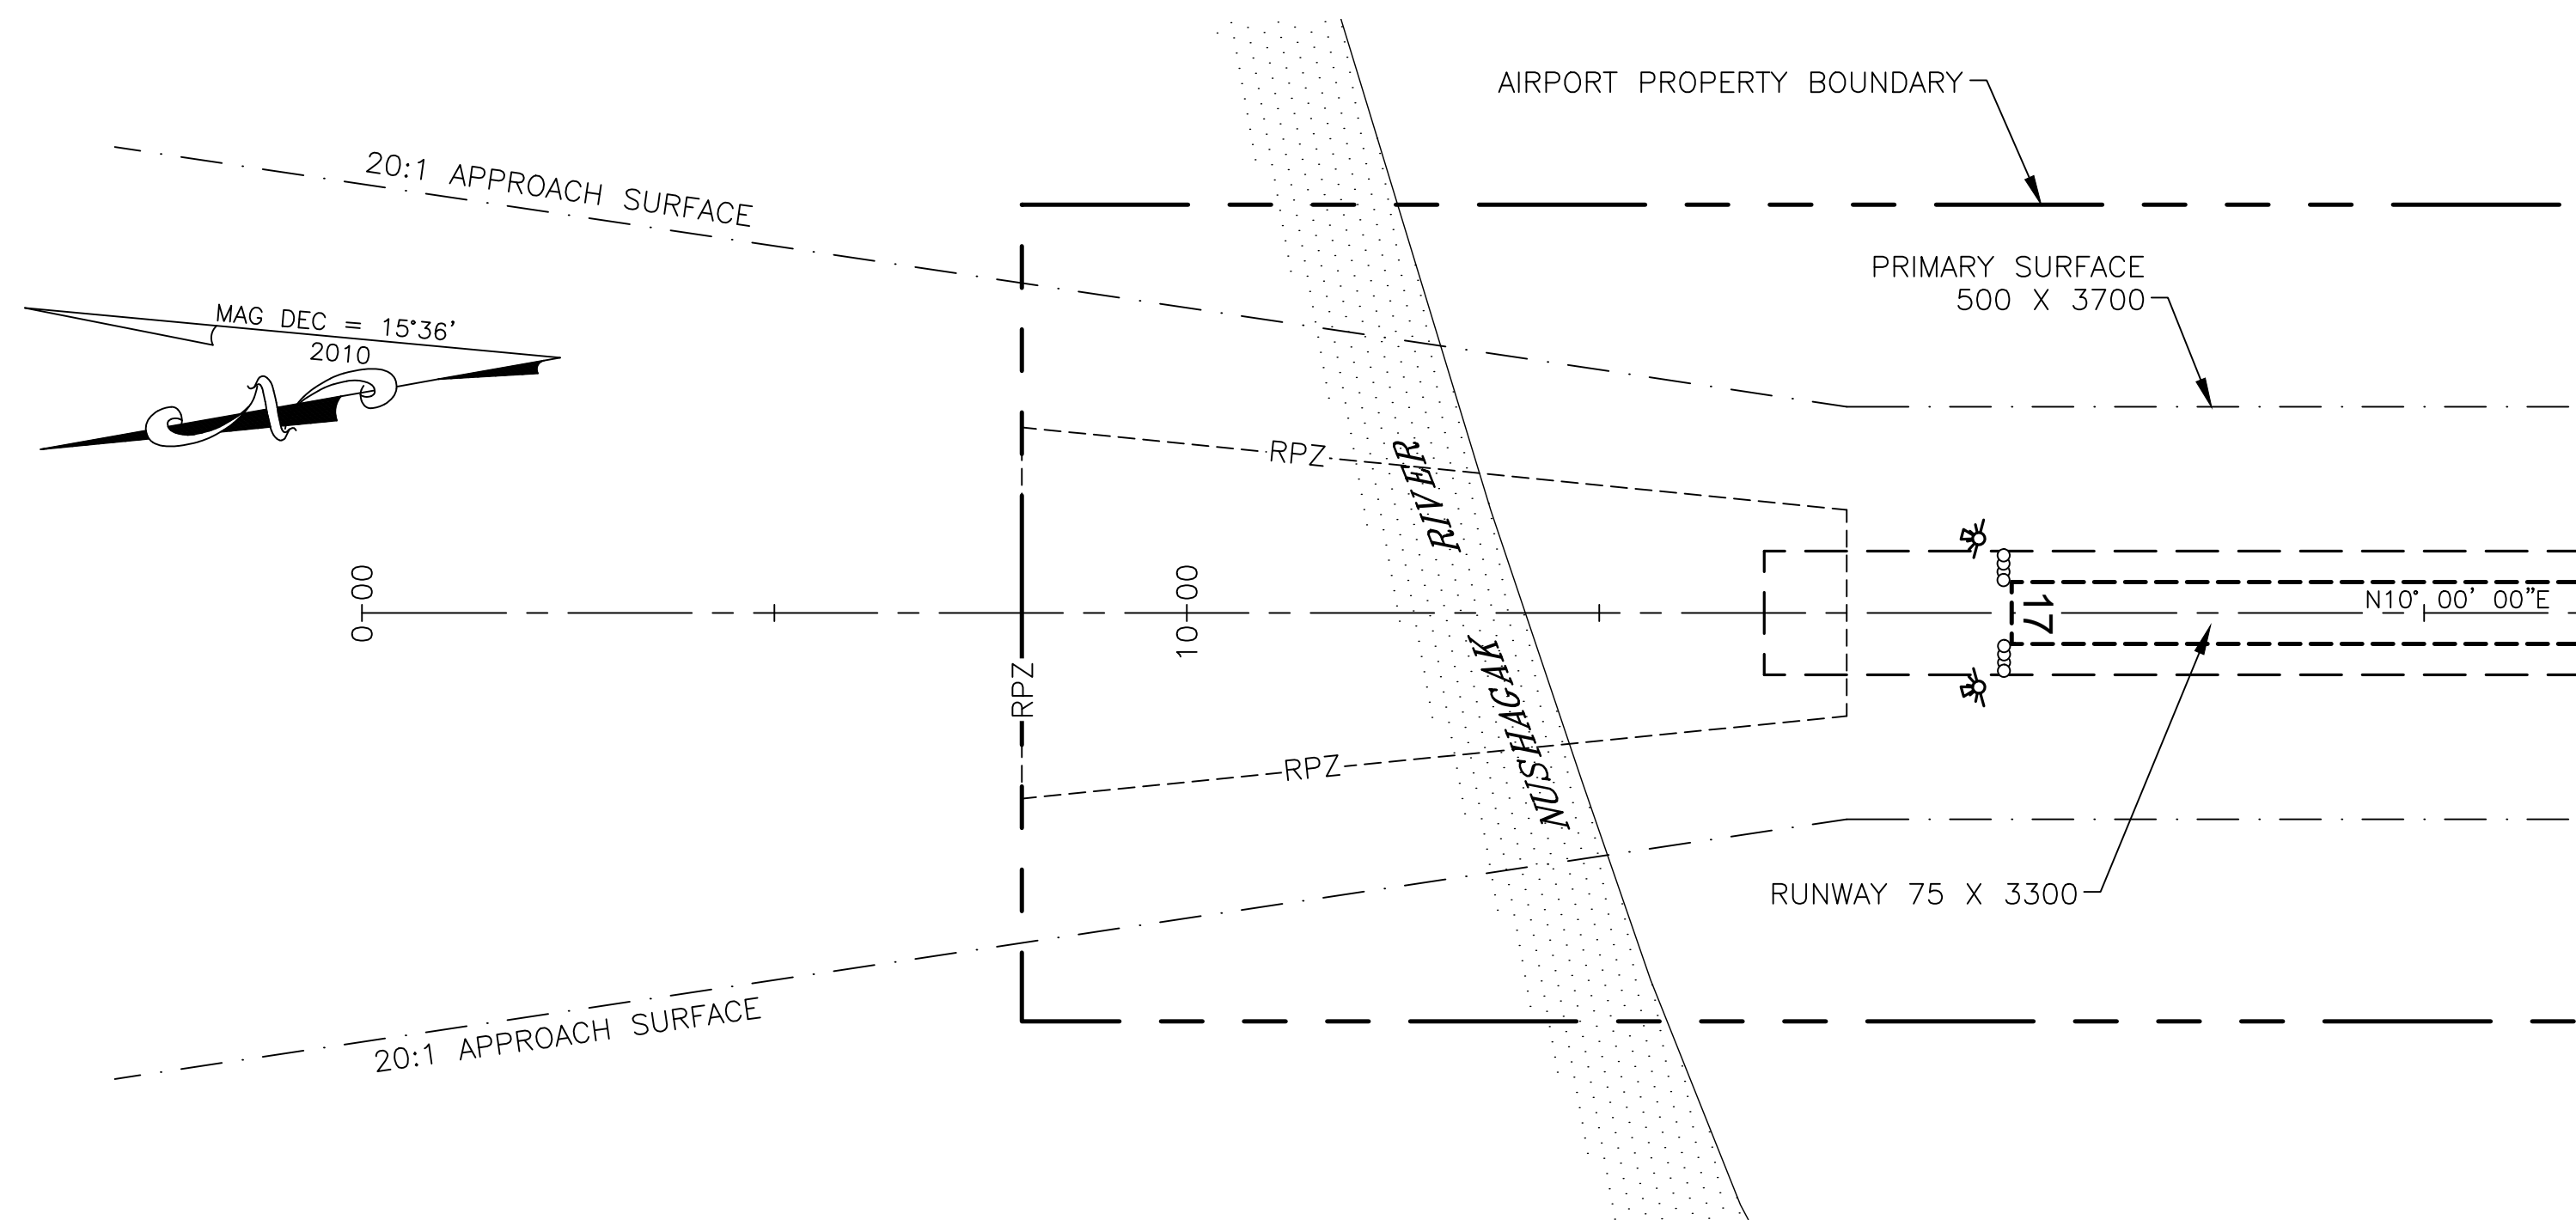 AIRPORT PROPERTY BOUNDARY
20:1 APPROACH SURFACE
PRIMARY SURFACE
500 X 3700
MAG DEC = 15°36'
2010
N
RPZ
RIVER
0 00
10 00
17
N10° 00' 00"E
RPZ
NUSHAGAK
RPZ
RUNWAY 75 X 3300
20:1 APPROACH SURFACE